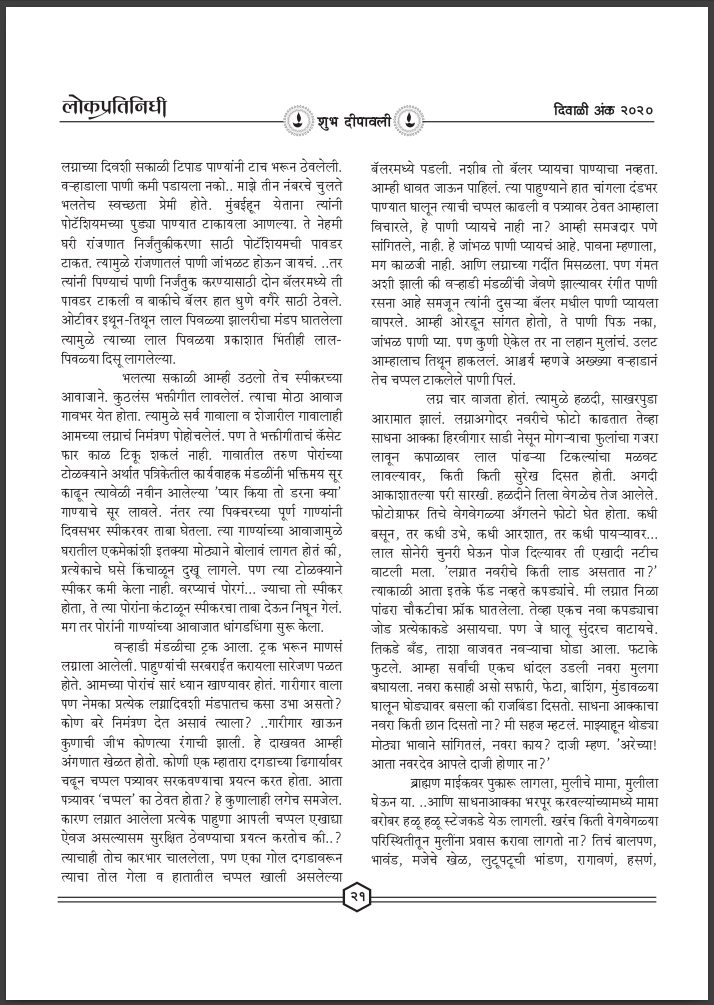 लोकप्रतिनिधी
शुभ दीपावली
दिवाळी अंक २०२०
लग्नाच्या दिवशी सकाळी टिपाड पाण्यांनी टाच भरून ठेवलेली.
वऱ्हाडाला पाणी कमी पडायला नको.. माझे तीन नंबरचे चुलते
भलतेच स्वच्छता प्रेमी होते. मुंबईहून येताना त्यांनी
पोटॅशियमच्या पुड्या पाण्यात टाकायला आणल्या. ते नेहमी
घरी रांजणात निर्जंतुकीकरणा साठी पोटॅशियमची पावडर
टाकत. त्यामुळे रांजणातलं पाणी जांभळट होऊन जायचं. ..तर
त्यांनी पिण्याचं पाणी निर्जंतुक करण्यासाठी दोन बॅलरमध्ये ती
पावडर टाकली व बाकीचे बॅलर हात धुणे वगैरे साठी ठेवले.
ओटीवर इथून-तिथून लाल पिवळ्या झालरीचा मंडप घातलेला
त्यामुळे त्याच्या लाल पिवळया प्रकाशात भिंतीही लाल-
पिवळ्या दिसू लागलेल्या.
भलत्या सकाळी आम्ही उठलो तेच स्पीकरच्या
आवाजाने. कुठलंस भक्तीगीत लावलेलं. त्याचा मोठा आवाज
गावभर येत होता. त्यामुळे सर्व गावाला व शेजारील गावालाही
आमच्या लग्नाचं निमंत्रण पोहोचलेलं. पण ते भक्तीगीताचं कॅसेट
फार काळ टिकू शकलं नाही. गावातील तरुण पोरांच्या
टोळक्याने अर्थात पत्रिकेतील कार्यवाहक मंडळींनी भक्तिमय सूर
काढून त्यावेळी नवीन आलेल्या 'प्यार किया तो डरना क्या'
गाण्याचे सूर लावले. नंतर त्या पिक्चरच्या पूर्ण गाण्यांनी
दिवसभर स्पीकरवर ताबा घेतला. त्या गाण्यांच्या आवाजामुळे
घरातील एकमेकांशी इतक्या मोठ्याने बोलावं लागत होतं की,
प्रत्येकाचे घसे किंचाळून दुखू लागले. पण त्या टोळक्याने
स्पीकर कमी केला नाही. वरप्याचं पोरगं... ज्याचा तो स्पीकर
होता, ते त्या पोरांना कंटाळून स्पीकरचा ताबा देऊन निघून गेलं.
मग तर पोरांनी गाण्यांच्या आवाजात धांगडधिंगा सुरू केला.
वऱ्हाडी मंडळीचा ट्रक आला. ट्रक भरून माणसं
लग्नाला आलेली. पाहुण्यांची सरबराईत करायला सारेजण पळत
होते. आमच्या पोरांचं सारं ध्यान खाण्यावर होतं. गारीगार वाला
पण नेमका प्रत्येक लग्नादिवशी मंडपातच कसा उभा असतो?
कोण बरे निमंत्रण देत असावं त्याला? ..गारीगार खाऊन
कुणाची जीभ कोणत्या रंगाची झाली. हे दाखवत आम्ही
अंगणात खेळत होतो. कोणी एक म्हातारा दगडाच्या ढिगार्यावर
चढून चप्पल पत्र्यावर सरकवण्याचा प्रयत्न करत होता. आता
पत्र्यावर 'चप्पल' का ठेवत होता? हे कुणालाही लगेच समजेल.
कारण लग्नात आलेला प्रत्येक पाहुणा आपली चप्पल एखाद्या
ऐवज असल्यासम सुरक्षित ठेवण्याचा प्रयत्न करतोच की..?
त्याचाही तोच कारभार चाललेला, पण एका गोल दगडावरून
त्याचा तोल गेला व हातातील चप्पल खाली असलेल्या
बॅलरमध्ये पडली. नशीब तो बॅलर प्यायचा पाण्याचा नव्हता.
आम्ही धावत जाऊन पाहिलं. त्या पाहुण्याने हात चांगला दंडभर
पाण्यात घालून त्याची चप्पल काढली व पत्र्यावर ठेवत आम्हाला
विचारले, हे पाणी प्यायचे नाही ना? आम्ही समजदार पणे
सांगितले, नाही. हे जांभळ पाणी प्यायचं आहे. पावना म्हणाला,
मग काळजी नाही. आणि लग्नाच्या गर्दीत मिसळला. पण गंमत
अशी झाली की वऱ्हाडी मंडळींची जेवणे झाल्यावर रंगीत पाणी
रसना आहे समजून त्यांनी दुसऱ्या बॅलर मधील पाणी प्यायला
वापरले. आम्ही ओरडून सांगत होतो, ते पाणी पिऊ नका,
जांभळ पाणी प्या. पण कुणी ऐकेल तर ना लहान मुलांचं. उलट
आम्हालाच तिथून हाकललं. आश्चर्य म्हणजे अख्ख्या वऱ्हाडानं
तेच चप्पल टाकलेले पाणी पिलं.
लग्न चार वाजता होतं. त्यामुळे हळदी, साखरपुडा
आरामात झालं. लग्नाअगोदर नवरीचे फोटो काढतात तेव्हा
साधना आक्का हिरवीगार साडी नेसून मोगऱ्याचा फुलांचा गजरा
लावून कपाळावर लाल पांढऱ्या टिकल्यांचा मळवट
लावल्यावर, किती किती सुरेख दिसत होती. अगदी
आकाशातल्या परी सारखी. हळदीने तिला वेगळेच तेज आलेले.
फोटोग्राफर तिचे वेगवेगळ्या अँगलने फोटो घेत होता. कधी
बसून, तर कधी उभे, कधी आरशात, तर कधी पायऱ्यावर...
लाल सोनेरी चुनरी घेऊन पोज दिल्यावर ती एखादी नटीच
वाटली मला. 'लग्नात नवरीचे किती लाड असतात ना?'
त्याकाळी आता इतके फॅड नव्हते कपड्यांचे. मी लग्नात निळा
पांढरा चौकटीचा फ्रॉक घातलेला. तेव्हा एकच नवा कपड्याचा
जोड प्रत्येकाकडे असायचा. पण जे घालू सुंदरच वाटायचे.
तिकडे बँड, ताशा वाजवत नवऱ्याचा घोडा आला. फटाके
फुटले. आम्हा सर्वांची एकच धांदल उडली नवरा मुलगा
बघायला. नवरा कसाही असो सफारी, फेटा, बाशिंग, मुंडावळ्या
घालून घोड्यावर बसला की राजबिंडा दिसतो. साधना आक्काचा
नवरा किती छान दिसतो ना? मी सहज म्हटलं. माझ्याहून थोड्या
मोठ्या भावाने सांगितलं, नवरा काय? दाजी म्हण. 'अरेच्या!
आता नवरदेव आपले दाजी होणार ना?'
ब्राह्मण माईकवर पुकारू लागला, मुलीचे मामा, मुलीला
घेऊन या. ..आणि साधनाआक्का भरपूर करवल्यांच्यामध्ये मामा
बरोबर हळू हळू स्टेजकडे येऊ लागली. खरंच किती वेगवेगळ्या
परिस्थितीतून मुलींना प्रवास करावा लागतो ना? तिचं बालपण,
भावंड, मजेचे खेळ, लुटूपटूची भांडण, रागावणं, हसणं,
२१